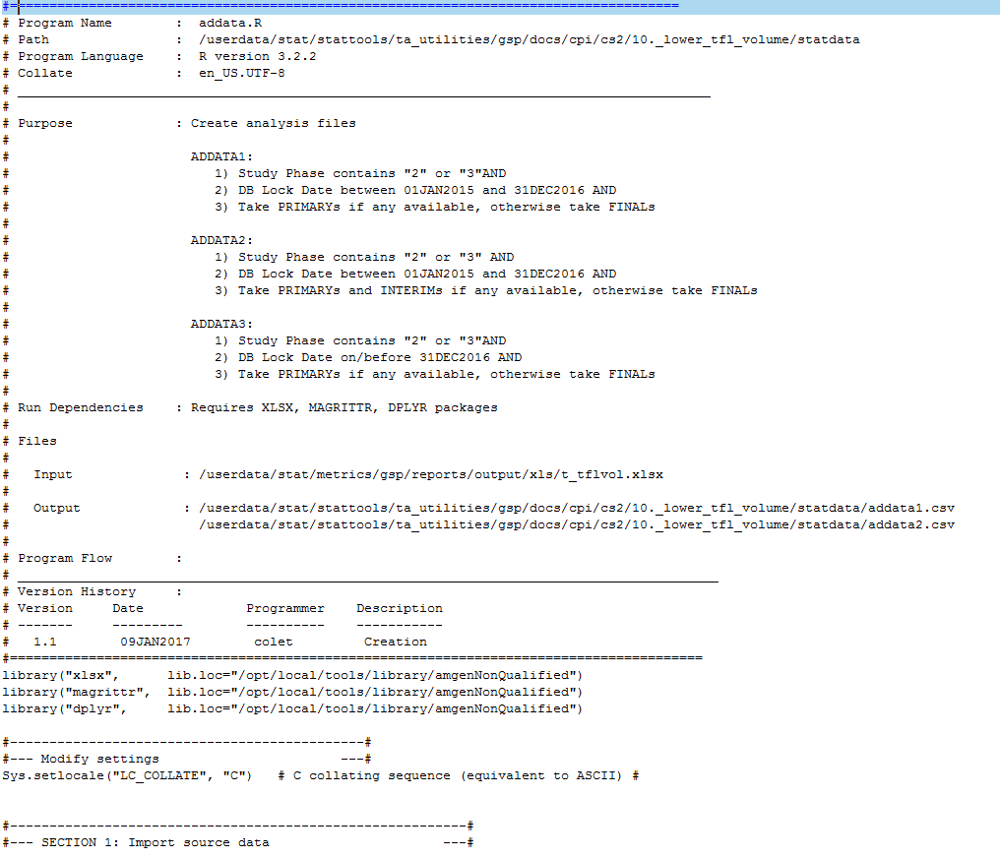 #=====================================================================================
# Program Name        :  addata.R
# Path                :  /userdata/stat/stattools/ta_utilities/gsp/docs/cpi/cs2/10._lower_tfl_volume/statdata
# Program Language    :  R version 3.2.2
# Collate             :  en_US.UTF-8
# ________________________________________________________________________________________
#
# Purpose             : Create analysis files
#
#                       ADDATA1:
#                          1) Study Phase contains "2" or "3"AND
#                          2) DB Lock Date between 01JAN2015 and 31DEC2016 AND
#                          3) Take PRIMARYs if any available, otherwise take FINALs
#
#                       ADDATA2:
#                          1) Study Phase contains "2" or "3" AND
#                          2) DB Lock Date between 01JAN2015 and 31DEC2016 AND
#                          3) Take PRIMARYs and INTERIMs if any available, otherwise take FINALs
#
#                       ADDATA3:
#                          1) Study Phase contains "2" or "3"AND
#                          2) DB Lock Date on/before 31DEC2016 AND
#                          3) Take PRIMARYs if any available, otherwise take FINALs
#
# Run Dependencies    : Requires XLSX, MAGRITTR, DPLYR packages
#
# Files
#
#   Input              : /userdata/stat/metrics/gsp/reports/output/xls/t_tflvol.xlsx
#
#   Output             : /userdata/stat/stattools/ta_utilities/gsp/docs/cpi/cs2/10._lower_tfl_volume/statdata/addata1.csv
#                        /userdata/stat/stattools/ta_utilities/gsp/docs/cpi/cs2/10._lower_tfl_volume/statdata/addata2.csv
#
# Program Flow        :
# _________________________________________________________________________________________
# Version History     :
# Version     Date             Programmer    Description
# -------     ---------        ----------    -----------
#   1.1        09JAN2017        colet         Creation
#========================================================================================
library("xlsx",      lib.loc="/opt/local/tools/library/amgenNonQualified")
library("magrittr",  lib.loc="/opt/local/tools/library/amgenNonQualified")
library("dplyr",     lib.loc="/opt/local/tools/library/amgenNonQualified")

#---------------------------------------------#
#--- Modify settings                       ---#
Sys.setlocale("LC_COLLATE", "C")   # C collating sequence (equivalent to ASCII) #

#----------------------------------------------------------#
#--- SECTION 1: Import source data                      ---#